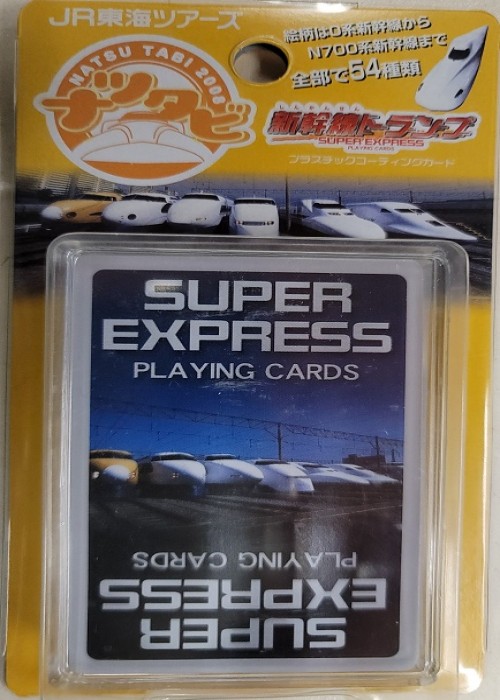 JR東海ツアーズ
NATSU TABI 2008
ナツタビ
絵柄は0系新幹線から
N700系新幹線まで
全部で54種類
しんかんせん
新幹線トランプ
SUPER EXPRESS
PLAYING CARDS
プラスチックコーティングカード
SUPER
EXPRESS
PLAYING CARDS
PLAYING CARDS
EXPRESS
SUPER